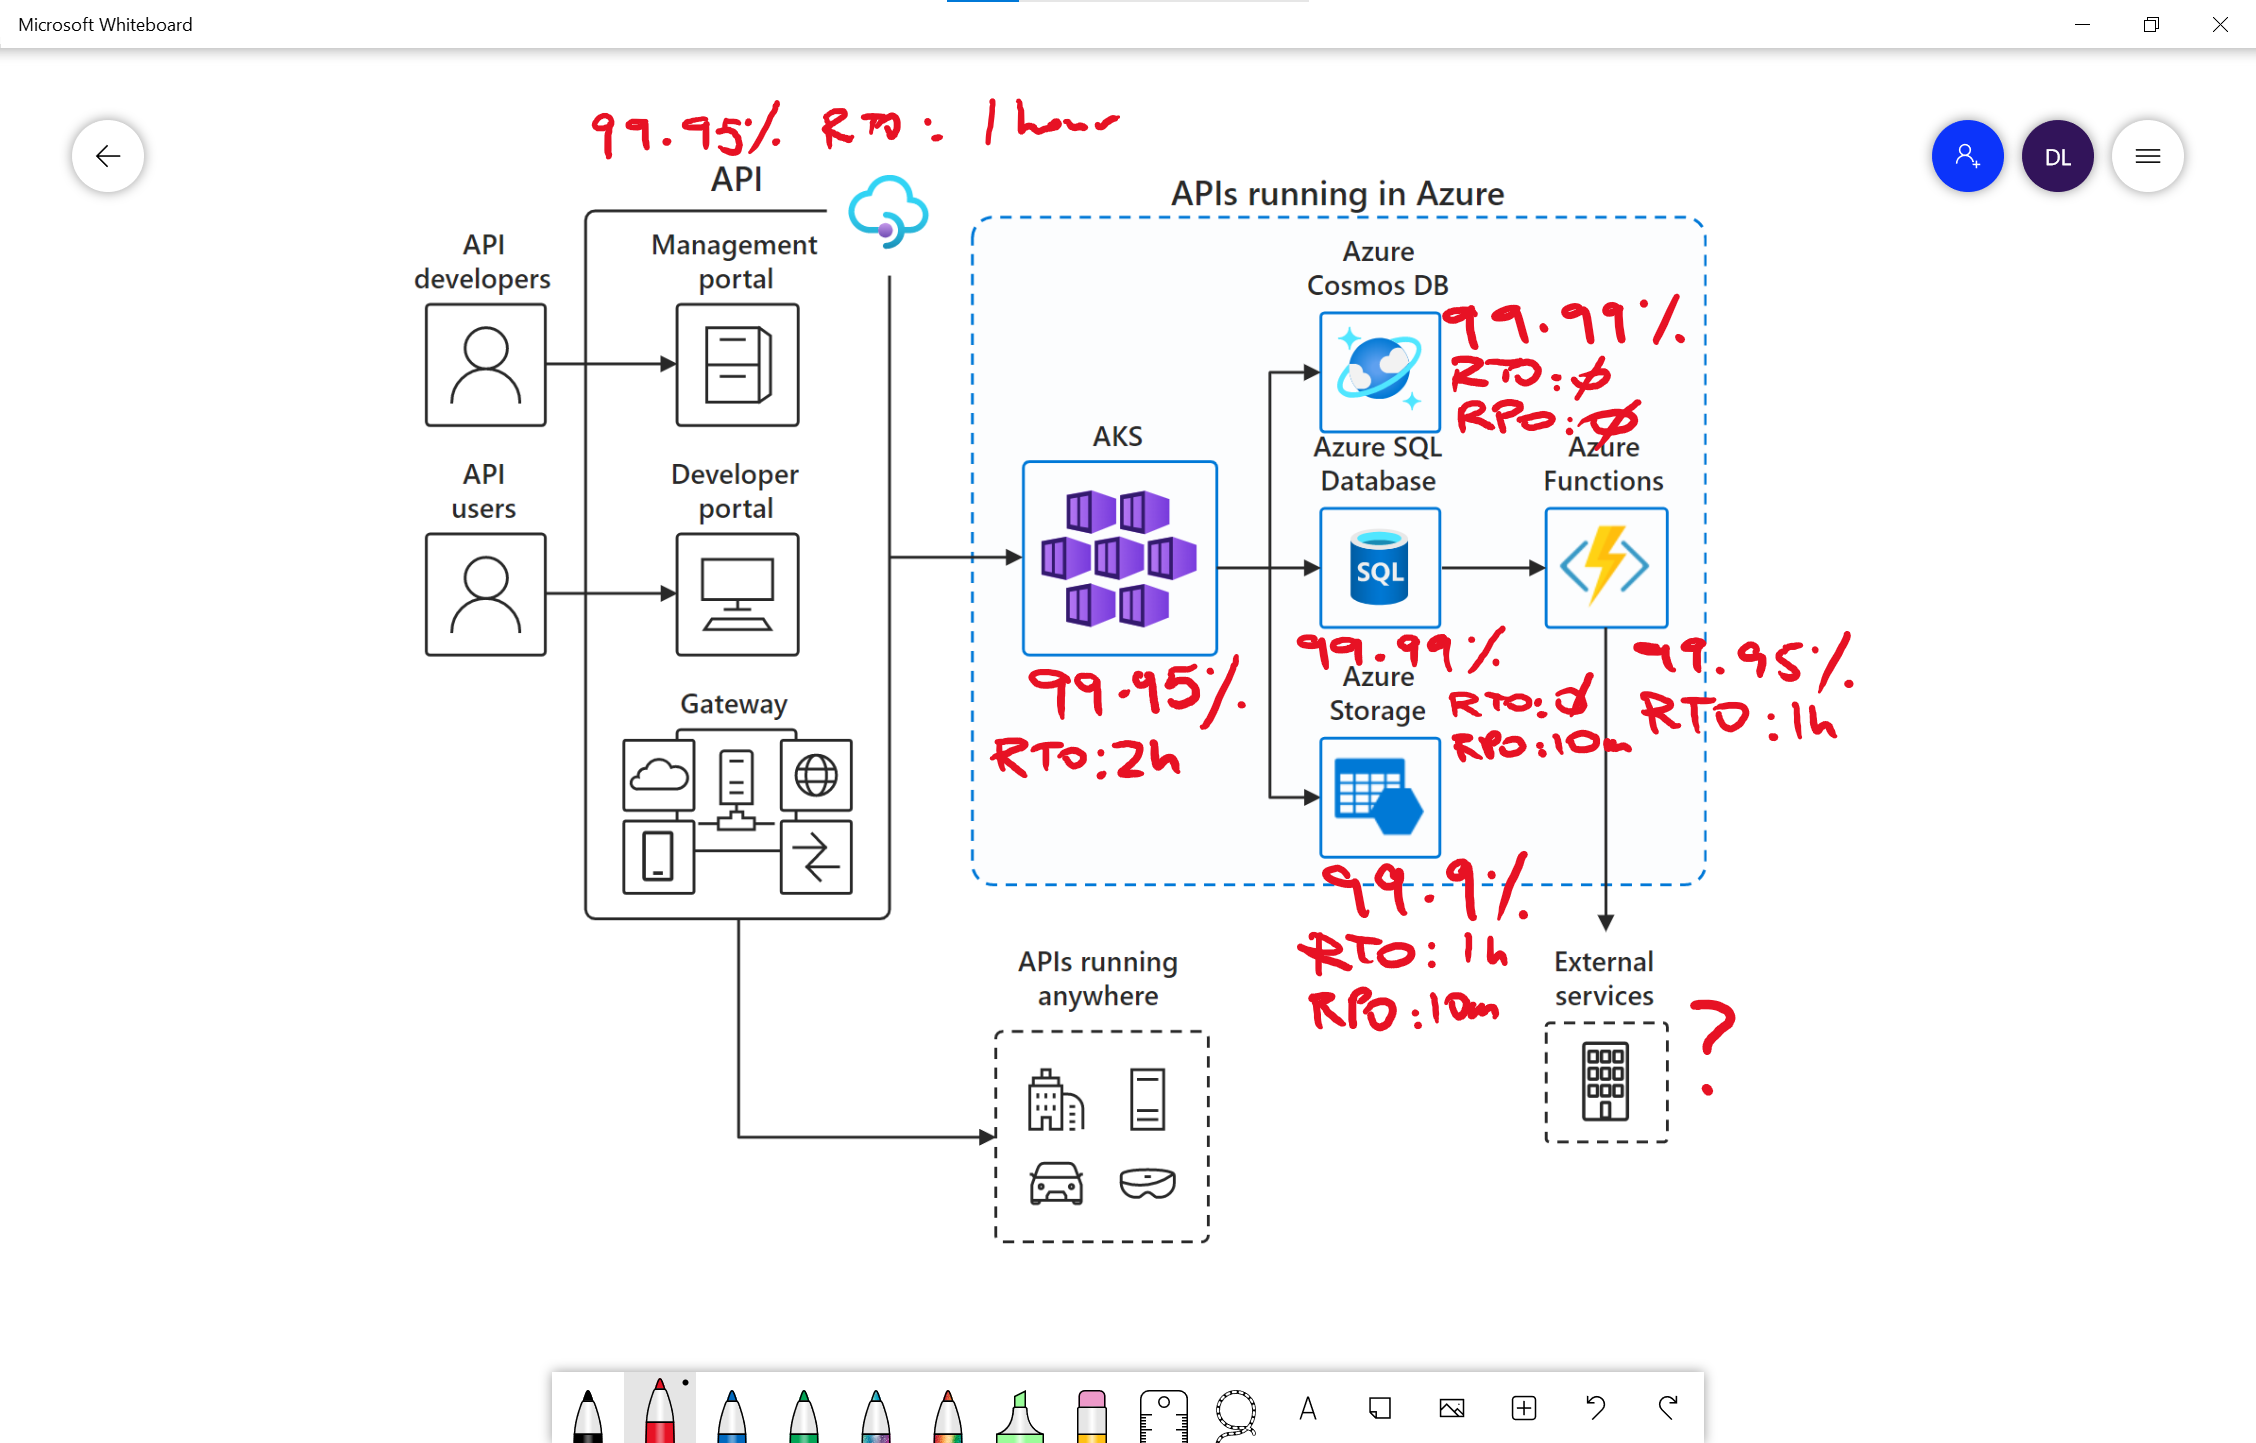 Microsoft Whiteboard
99.95% RTO: 1 hour
DL
API
APIs running in Azure
API
developers
Management
portal
Azure
Cosmos DB
99.99%
RTO: 0
RPO: 0
API
users
Developer
portal
AKS
99.95%
RTO: 2h
Azure SQL
Database
SQL
99.99%
Azure
Functions
99.95%
RTO: 1h
Gateway
Azure
Storage
RTO: 0
RPO: 10m
99.9%
RTO: 1h
RPO: 10m
APIs running
anywhere
External
services
?
A